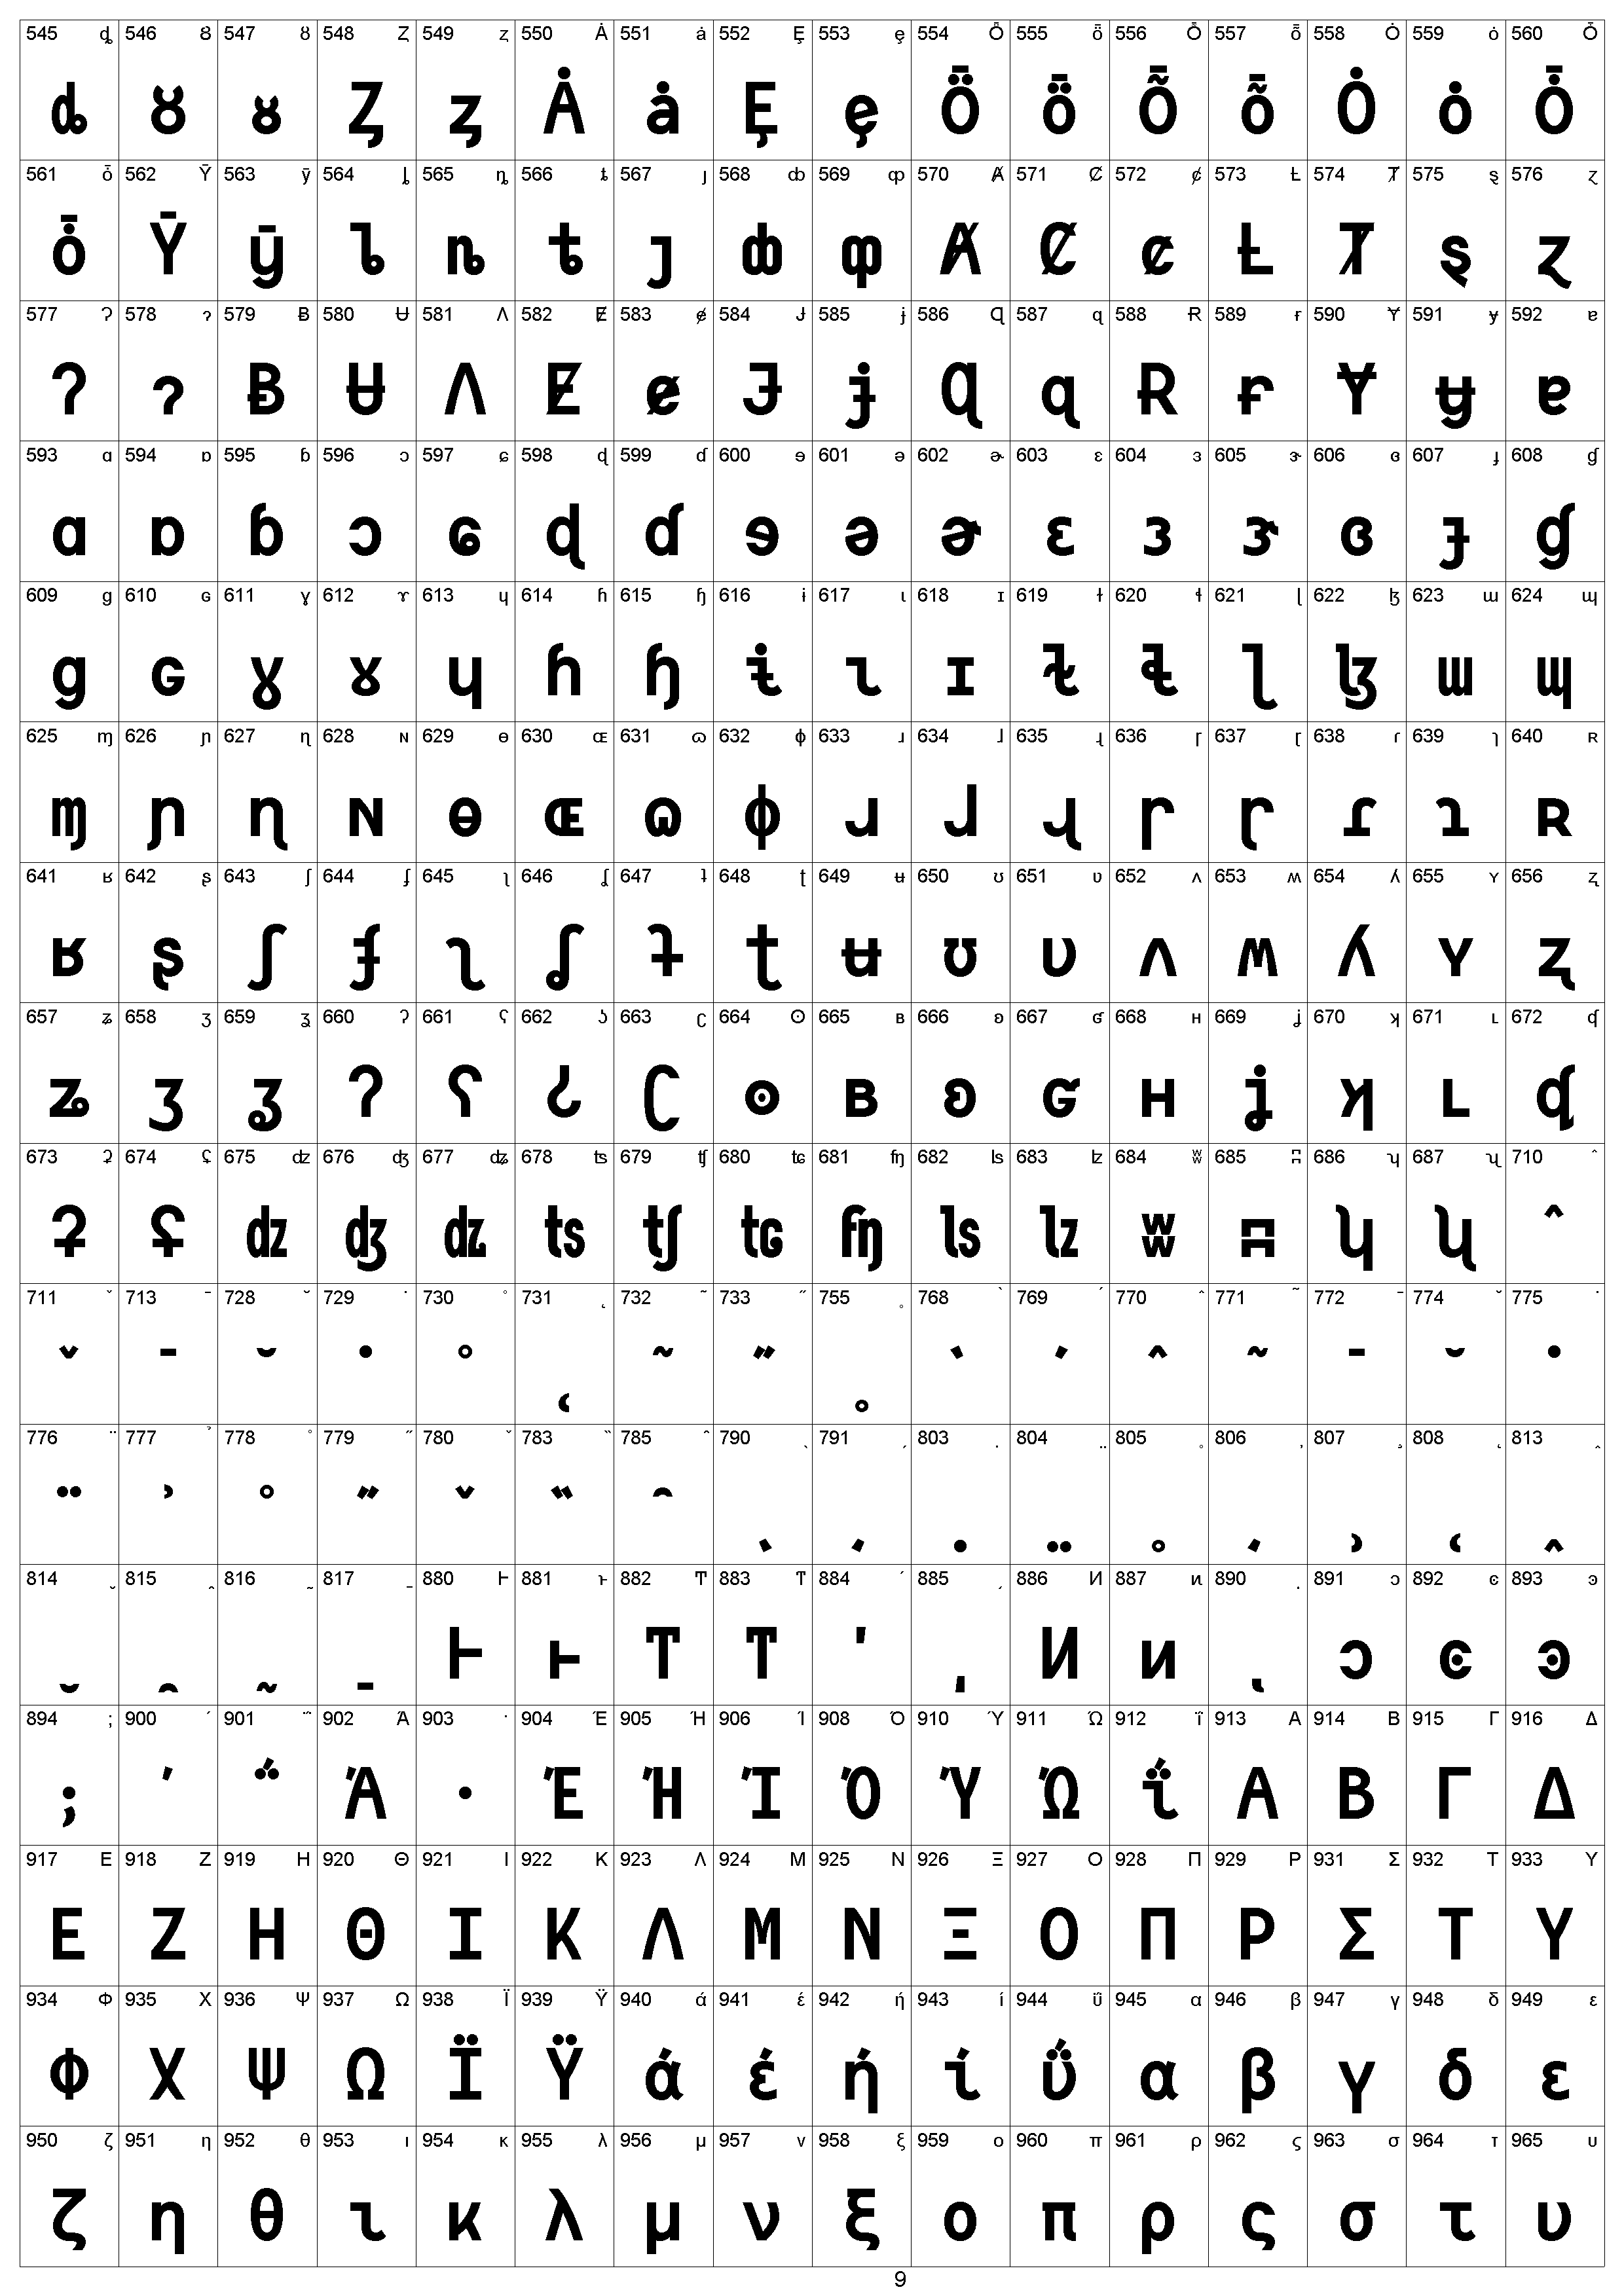 545 ȡ 546 Ȣ 547 ȣ 548 Ȥ 549 ȥ 550 Ȧ 551 ȧ 552 Ȩ 553 ȩ 554 Ȫ 555 ȫ 556 Ȭ 557 ȭ 558 Ȯ 559 ȯ 560 Ȱ
ȡ Ȣ ȣ Ȥ ȥ Ȧ ȧ Ȩ ȩ Ȫ ȫ Ȭ ȭ Ȯ ȯ Ȱ
561 ȱ 562 Ȳ 563 ȳ 564 ȴ 565 ȵ 566 ȶ 567 ȷ 568 ȸ 569 ȹ 570 Ⱥ 571 Ȼ 572 ȼ 573 Ƚ 574 Ⱦ 575 ȿ 576 ɀ
ȱ Ȳ ȳ ȴ ȵ ȶ ȷ ȸ ȹ Ⱥ Ȼ ȼ Ƚ Ⱦ ȿ ɀ
577 Ɂ 578 ɂ 579 Ƀ 580 Ʉ 581 Ʌ 582 Ɇ 583 ɇ 584 Ɉ 585 ɉ 586 Ɋ 587 ɋ 588 Ɍ 589 ɍ 590 Ɏ 591 ɏ 592 ɐ
Ɂ ɂ Ƀ Ʉ Ʌ Ɇ ɇ Ɉ ɉ Ɋ ɋ Ɍ ɍ Ɏ ɏ ɐ
593 ɑ 594 ɒ 595 ɓ 596 ɔ 597 ɕ 598 ɖ 599 ɗ 600 ɘ 601 ə 602 ɚ 603 ɛ 604 ɜ 605 ɝ 606 ɞ 607 ɟ 608 ɠ
ɑ ɒ ɓ ɔ ɕ ɖ ɗ ɘ ə ɚ ɛ ɜ ɝ ɞ ɟ ɠ
609 ɡ 610 ɢ 611 ɣ 612 ɤ 613 ɥ 614 ɦ 615 ɧ 616 ɨ 617 ɩ 618 ɪ 619 ɫ 620 ɬ 621 ɭ 622 ɮ 623 ɯ 624 ɰ
ɡ ɢ ɣ ɤ ɥ ɦ ɧ ɨ ɩ ɪ ɫ ɬ ɭ ɮ ɯ ɰ
625 ɱ 626 ɲ 627 ɳ 628 ɴ 629 ɵ 630 ɶ 631 ɷ 632 ɸ 633 ɹ 634 ɺ 635 ɻ 636 ɼ 637 ɽ 638 ɾ 639 ɿ 640 ʀ
ɱ ɲ ɳ ɴ ɵ ɶ ɷ ɸ ɹ ɺ ɻ ɼ ɽ ɾ ɿ ʀ
641 ʁ 642 ʂ 643 ʃ 644 ʄ 645 ʅ 646 ʆ 647 ʇ 648 ʈ 649 ʉ 650 ʊ 651 ʋ 652 ʌ 653 ʍ 654 ʎ 655 ʏ 656 ʐ
ʁ ʂ ʃ ʄ ʅ ʆ ʇ ʈ ʉ ʊ ʋ ʌ ʍ ʎ ʏ ʐ
657 ʑ 658 ʒ 659 ʓ 660 ʔ 661 ʕ 662 ʖ 663 ʗ 664 ʘ 665 ʙ 666 ʚ 667 ʛ 668 ʜ 669 ʝ 670 ʞ 671 ʟ 672 ʠ
ʑ ʒ ʓ ʔ ʕ ʖ ʗ ʘ ʙ ʚ ʛ ʜ ʝ ʞ ʟ ʠ
673 ʡ 674 ʢ 675 ʣ 676 ʤ 677 ʥ 678 ʦ 679 ʧ 680 ʨ 681 ʩ 682 ʪ 683 ʫ 684 ʬ 685 ʭ 686 ʮ 687 ʯ 710 ˆ
ʡ ʢ ʣ ʤ ʥ ʦ ʧ ʨ ʩ ʪ ʫ ʬ ʭ ʮ ʯ ˆ
711 ˇ 713 ˉ 728 ˘ 729 ˙ 730 ˚ 731 ˛ 732 ˜ 733 ˝ 755 ˳ 768 ̀ 769 ́ 770 ̂ 771 ̃ 772 ̄ 774 ̆ 775 ̇
ˇ ˉ ˘ ˙ ˚ ˛ ˜ ˝ ˳ ̀ ́ ̂ ̃ ̄ ̆ ̇
776 ̈ 777 ̉ 778 ̊ 779 ̋ 780 ̌ 783 ̏ 785 ̑ 790 ̖ 791 ̗ 803 ̣ 804 ̤ 805 ̥ 806 ̦ 807 ̧ 808 ̨ 813 ̭
̈ ̉ ̊ ̋ ̌ ̏ ̑ ̖ ̗ ̣ ̤ ̥ ̦ ̧ ̨ ̭
814 ̮ 815 ̯ 816 ̰ 817 ̱ 880 Ͱ 881 ͱ 882 Ͳ 883 ͳ 884 ʹ 885 ͵ 886 Ͷ 887 ͷ 890 ͺ 891 ͻ 892 ͼ 893 ͽ
̮ ̯ ̰ ̱ Ͱ ͱ Ͳ ͳ ʹ ͵ Ͷ ͷ ͺ ͻ ͼ ͽ
894 ; 900 ΄ 901 ΅ 902 Ά 903 · 904 Έ 905 Ή 906 Ί 908 Ό 910 Ύ 911 Ώ 912 ΐ 913 Α 914 Β 915 Γ 916 Δ
; ΄ ΅ Ά · Έ Ή Ί Ό Ύ Ώ ΐ Α Β Γ Δ
917 Ε 918 Ζ 919 Η 920 Θ 921 Ι 922 Κ 923 Λ 924 Μ 925 Ν 926 Ξ 927 Ο 928 Π 929 Ρ 931 Σ 932 Τ 933 Υ
Ε Ζ Η Θ Ι Κ Λ Μ Ν Ξ Ο Π Ρ Σ Τ Υ
934 Φ 935 Χ 936 Ψ 937 Ω 938 Ϊ 939 Ϋ 940 ά 941 έ 942 ή 943 ί 944 ΰ 945 α 946 β 947 γ 948 δ 949 ε
Φ Χ Ψ Ω Ϊ Ϋ ά έ ή ί ΰ α β γ δ ε
950 ζ 951 η 952 θ 953 ι 954 κ 955 λ 956 μ 957 ν 958 ξ 959 ο 960 π 961 ρ 962 ς 963 σ 964 τ 965 υ
ζ η θ ι κ λ μ ν ξ ο π ρ ς σ τ υ
9